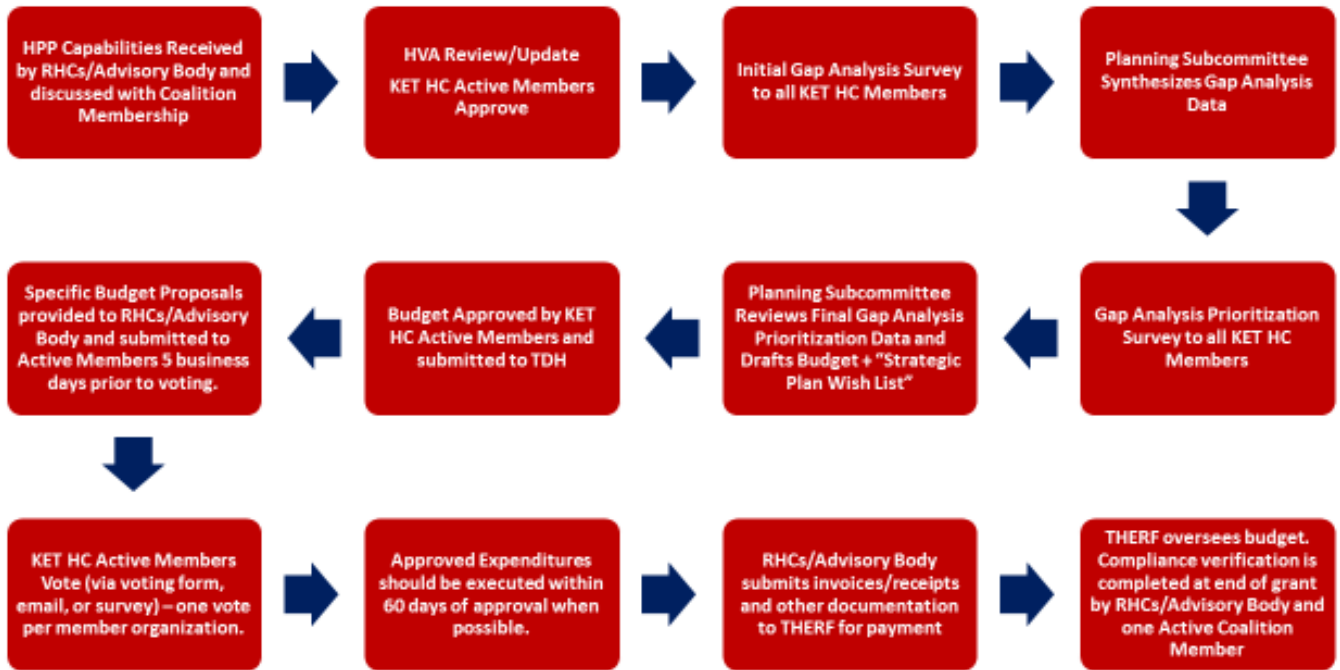 HPP Capabilities Received
by RHCs/Advisory Body and
discussed with Coalition
Membership
HVA Review/Update
KET HC Active Members
Approve
Initial Gap Analysis Survey
to all KET HC Members
Planning Subcommittee
Synthesizes Gap Analysis
Data
Gap Analysis Prioritization
Survey to all KET HC
Members
Planning Subcommittee
Reviews Final Gap Analysis
Prioritization Data and
Drafts Budget + “Strategic
Plan Wish List”
Budget Approved by KET
HC Active Members and
submitted to TDH
Specific Budget Proposals
provided to RHCs/Advisory
Body and submitted to
Active Members 5 business
days prior to voting.
KET HC Active Members
Vote (via voting form,
email, or survey) – one vote
per member organization.
Approved Expenditures
should be executed within
60 days of approval when
possible.
RHCs/Advisory Body
submits invoices/receipts
and other documentation
to THERF for payment
THERF oversees budget.
Compliance verification is
completed at end of grant
by RHCs/Advisory Body and
one Active Coalition
Member